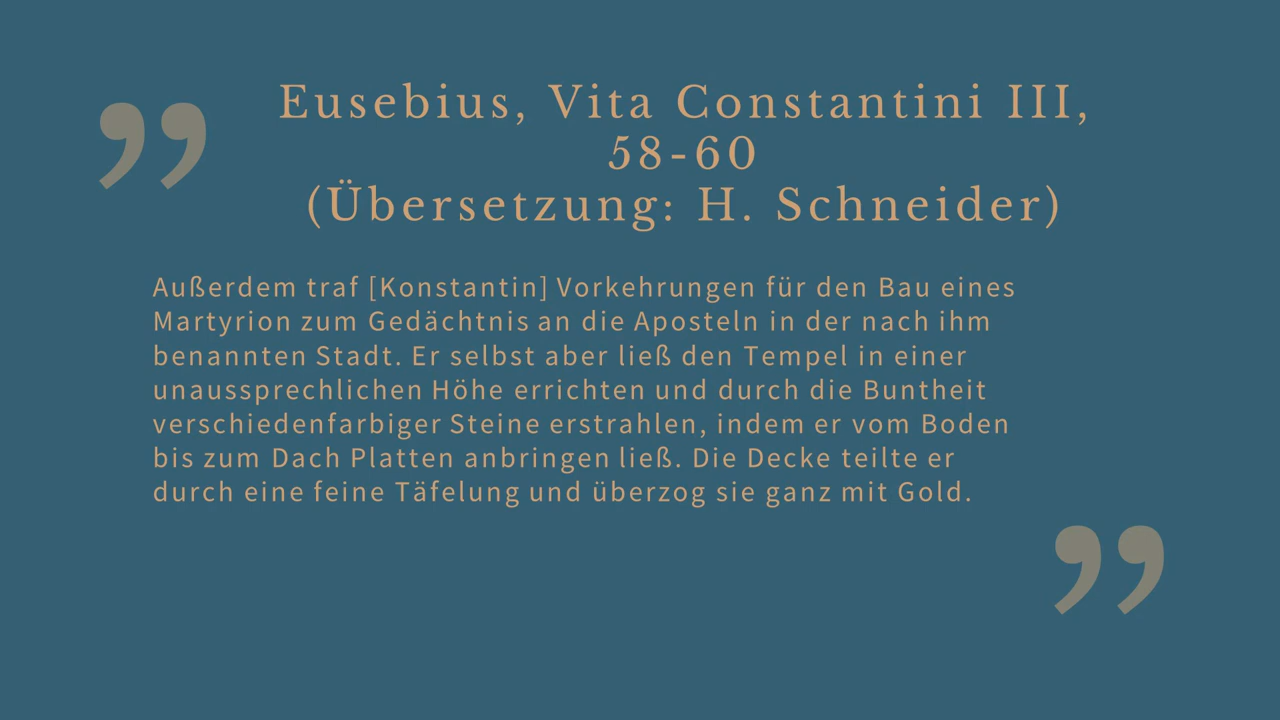 Eusebius, Vita Constantini III,
58-60
(Übersetzung: H. Schneider)
Außerdem traf [Konstantin] Vorkehrungen für den Bau eines
Martyrion zum Gedächtnis an die Aposteln in der nach ihm
benannten Stadt. Er selbst aber ließ den Tempel in einer
unaussprechlichen Höhe errichten und durch die Buntheit
verschiedenfarbiger Steine erstrahlen, indem er vom Boden
bis zum Dach Platten anbringen ließ. Die Decke teilte er
durch eine feine Täfelung und überzog sie ganz mit Gold.